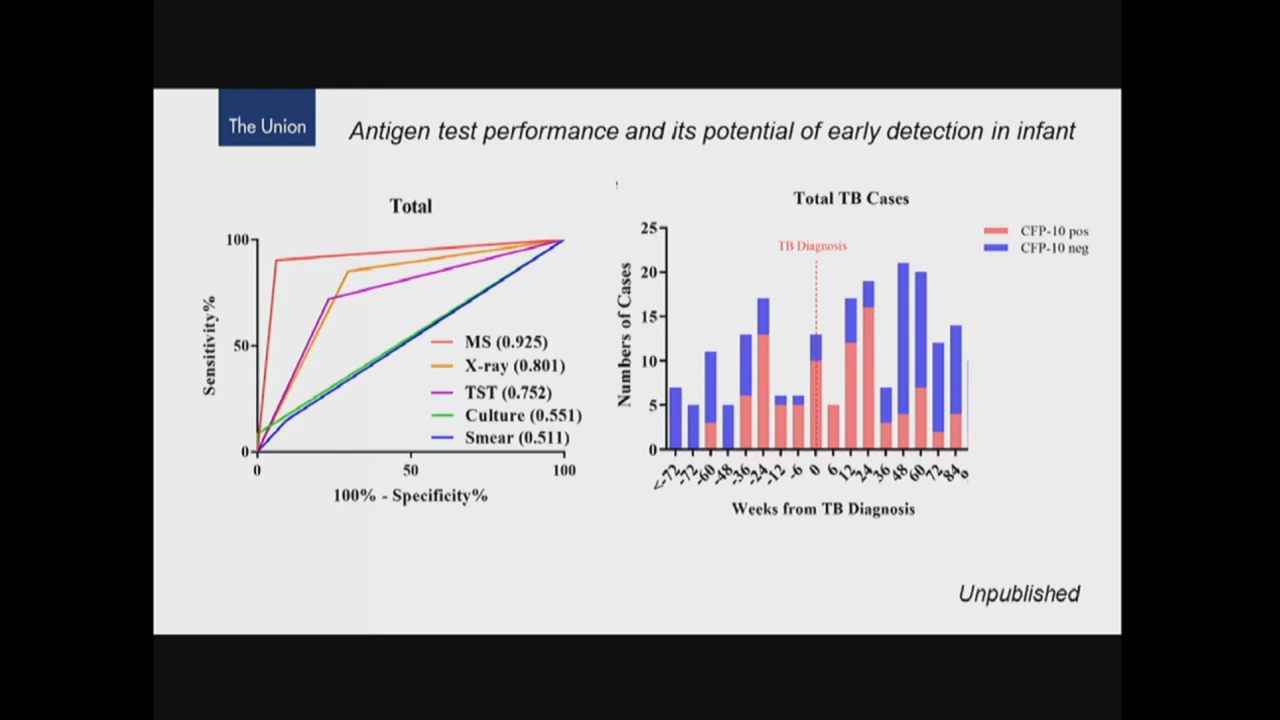 The Union
Antigen test performance and its potential of early detection in infant
Total
100
50
0
Sensitivity%
MS (0.925)
X-ray (0.801)
TST (0.752)
Culture (0.551)
Smear (0.511)
0 50 100
100% - Specificity%
Total TB Cases
CFP-10 pos
CFP-10 neg
TB Diagnosis
25
20
15
10
5
0
Numbers of Cases
<-72 -72 -60 -48 -36 -24 -12 -6 0 6 12 24 36 48 60 72 84
Weeks from TB Diagnosis
Unpublished